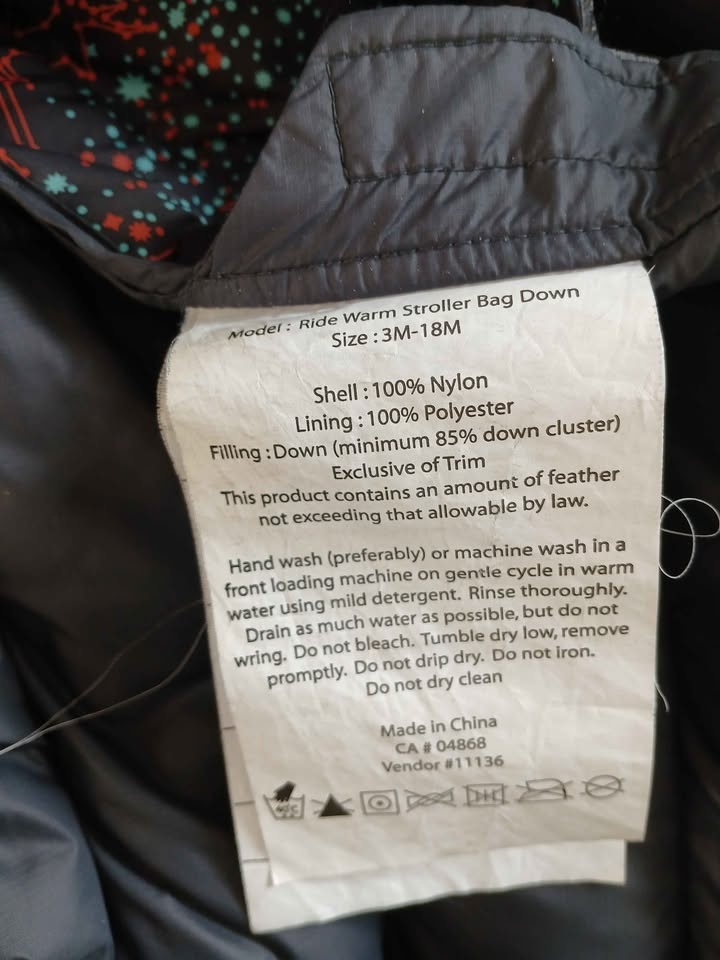 Model : Ride Warm Stroller Bag Down
Size : 3M-18M
Shell : 100% Nylon
Lining : 100% Polyester
Filling : Down (minimum 85% down cluster)
Exclusive of Trim
This product contains an amount of feather
not exceeding that allowable by law.
Hand wash (preferably) or machine wash in a
front loading machine on gentle cycle in warm
water using mild detergent. Rinse thoroughly.
Drain as much water as possible, but do not
wring. Do not bleach. Tumble dry low, remove
promptly. Do not drip dry. Do not iron.
Do not dry clean
Made in China
CA # 04868
Vendor #11136